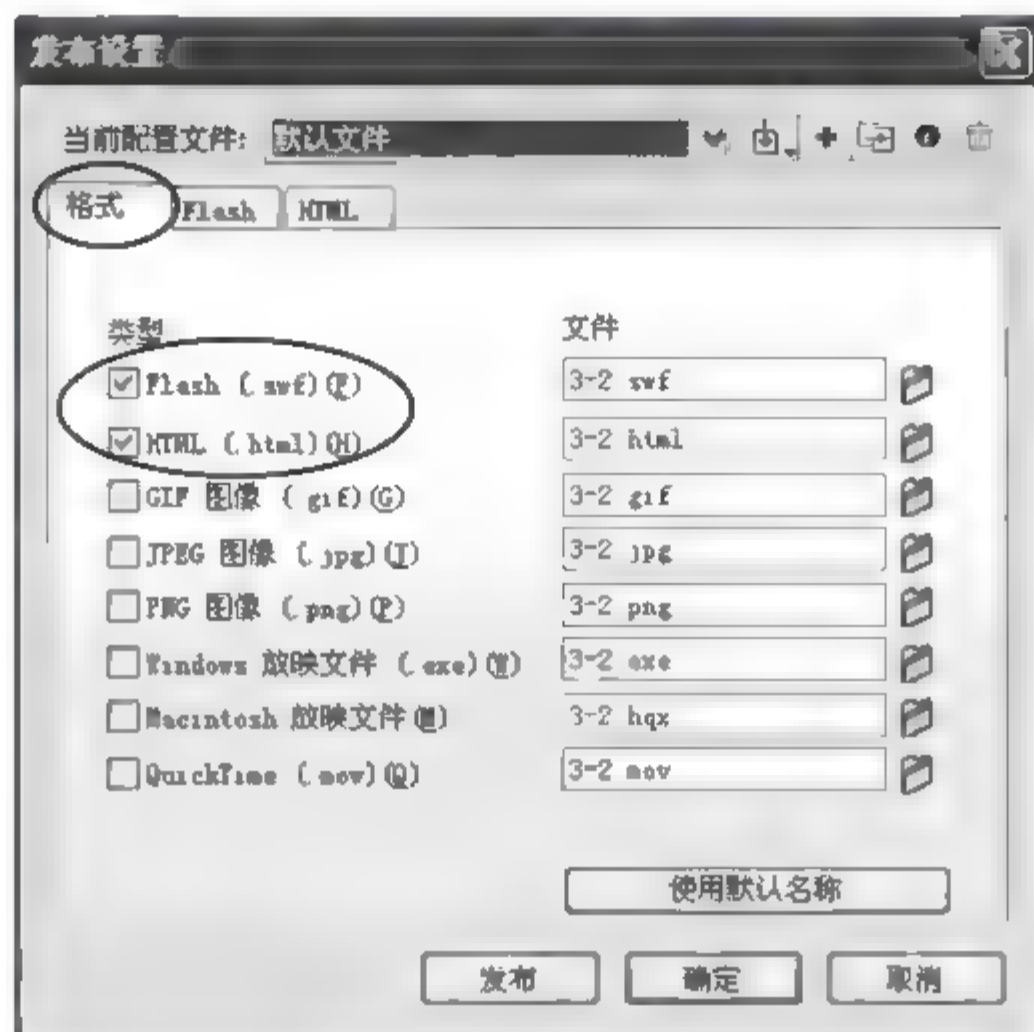 发布设置
当前配置文件: 默认文件
格式 Flash HTML
类型 文件
Flash (.swf)(F) 3-2 swf
HTML (.html)(H) 3-2 html
GIF 图像 (.gif)(G) 3-2 gif
JPEG 图像 (.jpg)(J) 3-2 jpg
PNG 图像 (.png)(P) 3-2 png
Windows 放映文件 (.exe)(W) 3-2 exe
Macintosh 放映文件(M) 3-2 hqx
QuickTime (.mov)(Q) 3-2 mov
使用默认名称
发布 确定 取消